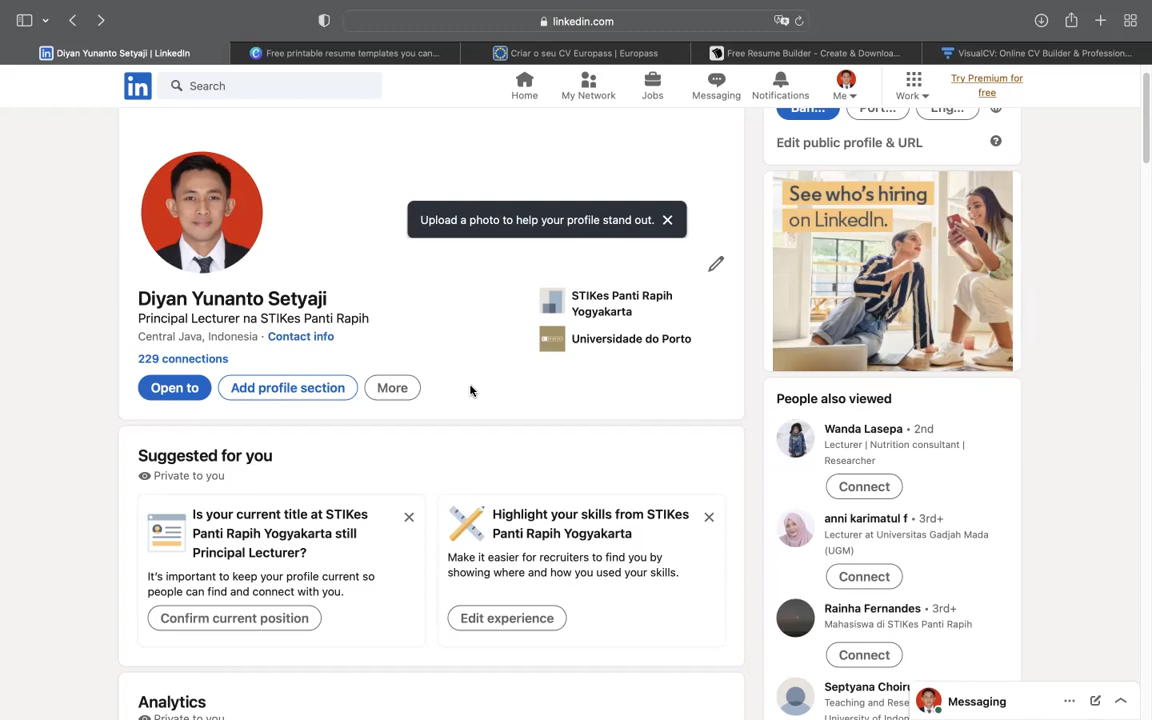 linkedin.com
Diyan Yunanto Setyaji | LinkedIn
Free printable resume templates you can...
Criar o seu CV Europass | Europass
Free Resume Builder - Create & Downloa...
VisualCV: Online CV Builder & Profession...
in
Search
Home
My Network
Jobs
Messaging
Notifications
Me
Work
Try Premium for
free
Edit public profile & URL
See who's hiring
on LinkedIn.
Upload a photo to help your profile stand out.
Diyan Yunanto Setyaji
Principal Lecturer na STIKes Panti Rapih
Central Java, Indonesia · Contact info
229 connections
STIKes Panti Rapih
Yogyakarta
Universidade do Porto
Open to
Add profile section
More
Suggested for you
Private to you
Is your current title at STIKes
Panti Rapih Yogyakarta still
Principal Lecturer?
It's important to keep your profile current so
people can find and connect with you.
Confirm current position
Highlight your skills from STIKes
Panti Rapih Yogyakarta
Make it easier for recruiters to find you by
showing where and how you used your skills.
Edit experience
Analytics
Private to you
People also viewed
Wanda Lasepa · 2nd
Lecturer | Nutrition consultant |
Researcher
Connect
anni karimatul f · 3rd+
Lecturer at Universitas Gadjah Mada
(UGM)
Connect
Rainha Fernandes · 3rd+
Mahasiswa di STIKes Panti Rapih
Connect
Septyana Choiru
Teaching and Rese
University of Indon
Messaging